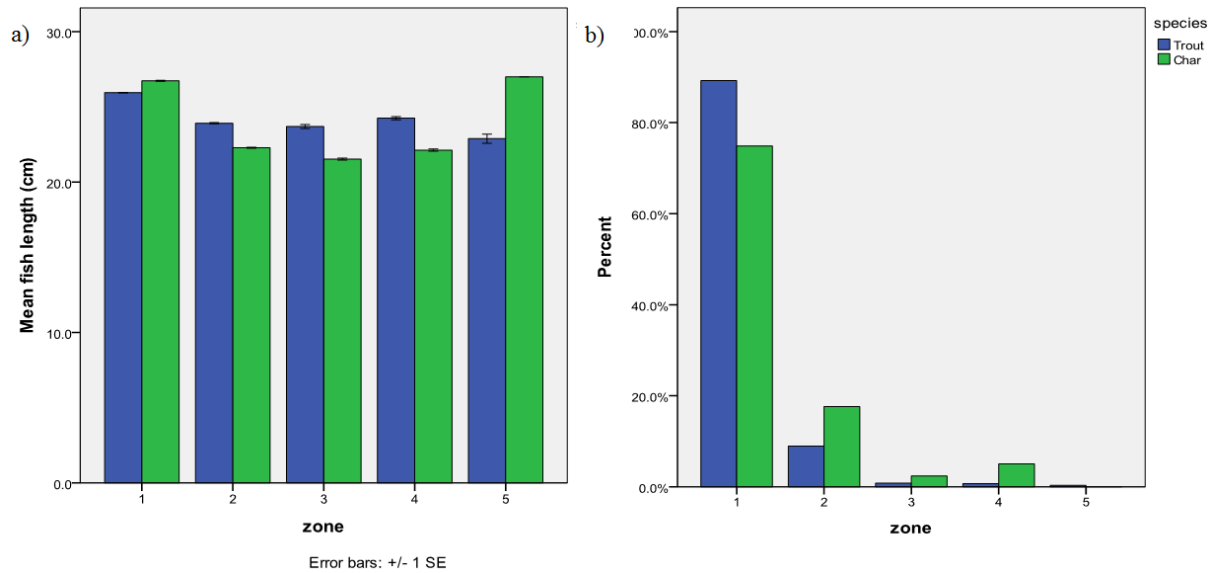 a)
30.0
20.0
10.0
0.0
Mean fish length (cm)
1 2 3 4 5
zone
Error bars: +/- 1 SE
b)
00.0%
80.0%
60.0%
40.0%
20.0%
0.0%
Percent
1 2 3 4 5
zone
species
Trout
Char